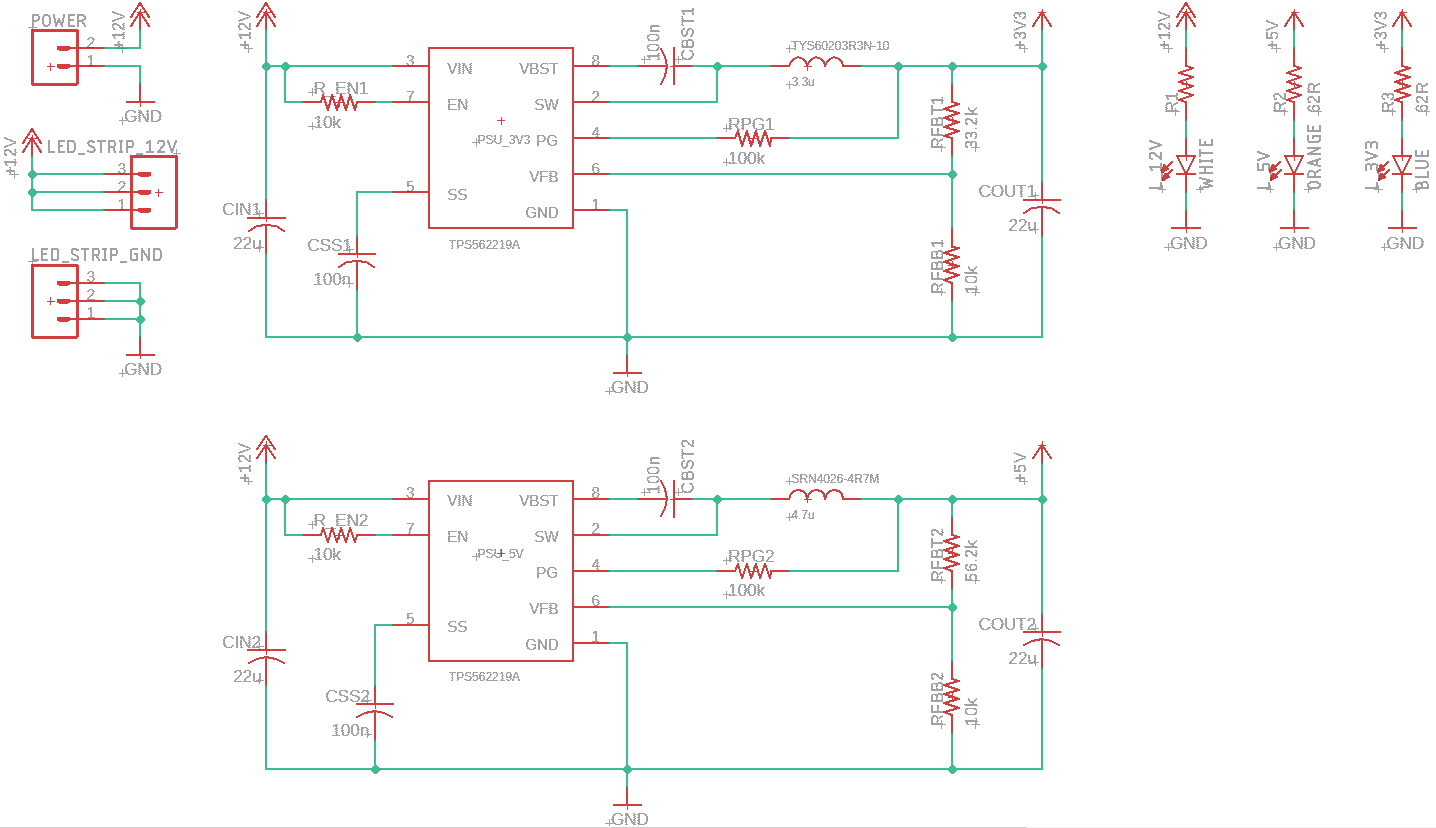 POWER
+12V
2
1
GND
+12V
LED_STRIP_12V
3
2
1
LED_STRIP_GND
3
2
1
GND
+12V
R_EN1
10k
3
7
5
VIN
EN
SS
PSU_3V3
VBST
SW
PG
VFB
GND
8
2
4
6
1
TPS562219A
100n
CBST1
TYS60203R3N-10
3.3u
RPG1
100k
RFBT1
33.2k
RFBB1
10k
+3V3
COUT1
22u
CIN1
22u
CSS1
100n
GND
+12V
R1
L_12V
WHITE
GND
+5V
R2
62R
L_5V
ORANGE
GND
+3V3
R3
62R
L_3V3
BLUE
GND
+12V
R_EN2
10k
3
7
5
VIN
EN
SS
PSU_5V
VBST
SW
PG
VFB
GND
8
2
4
6
1
TPS562219A
100n
CBST2
SRN4026-4R7M
4.7u
RPG2
100k
RFBT2
56.2k
RFBB2
10k
+5V
COUT2
22u
CIN2
22u
CSS2
100n
GND